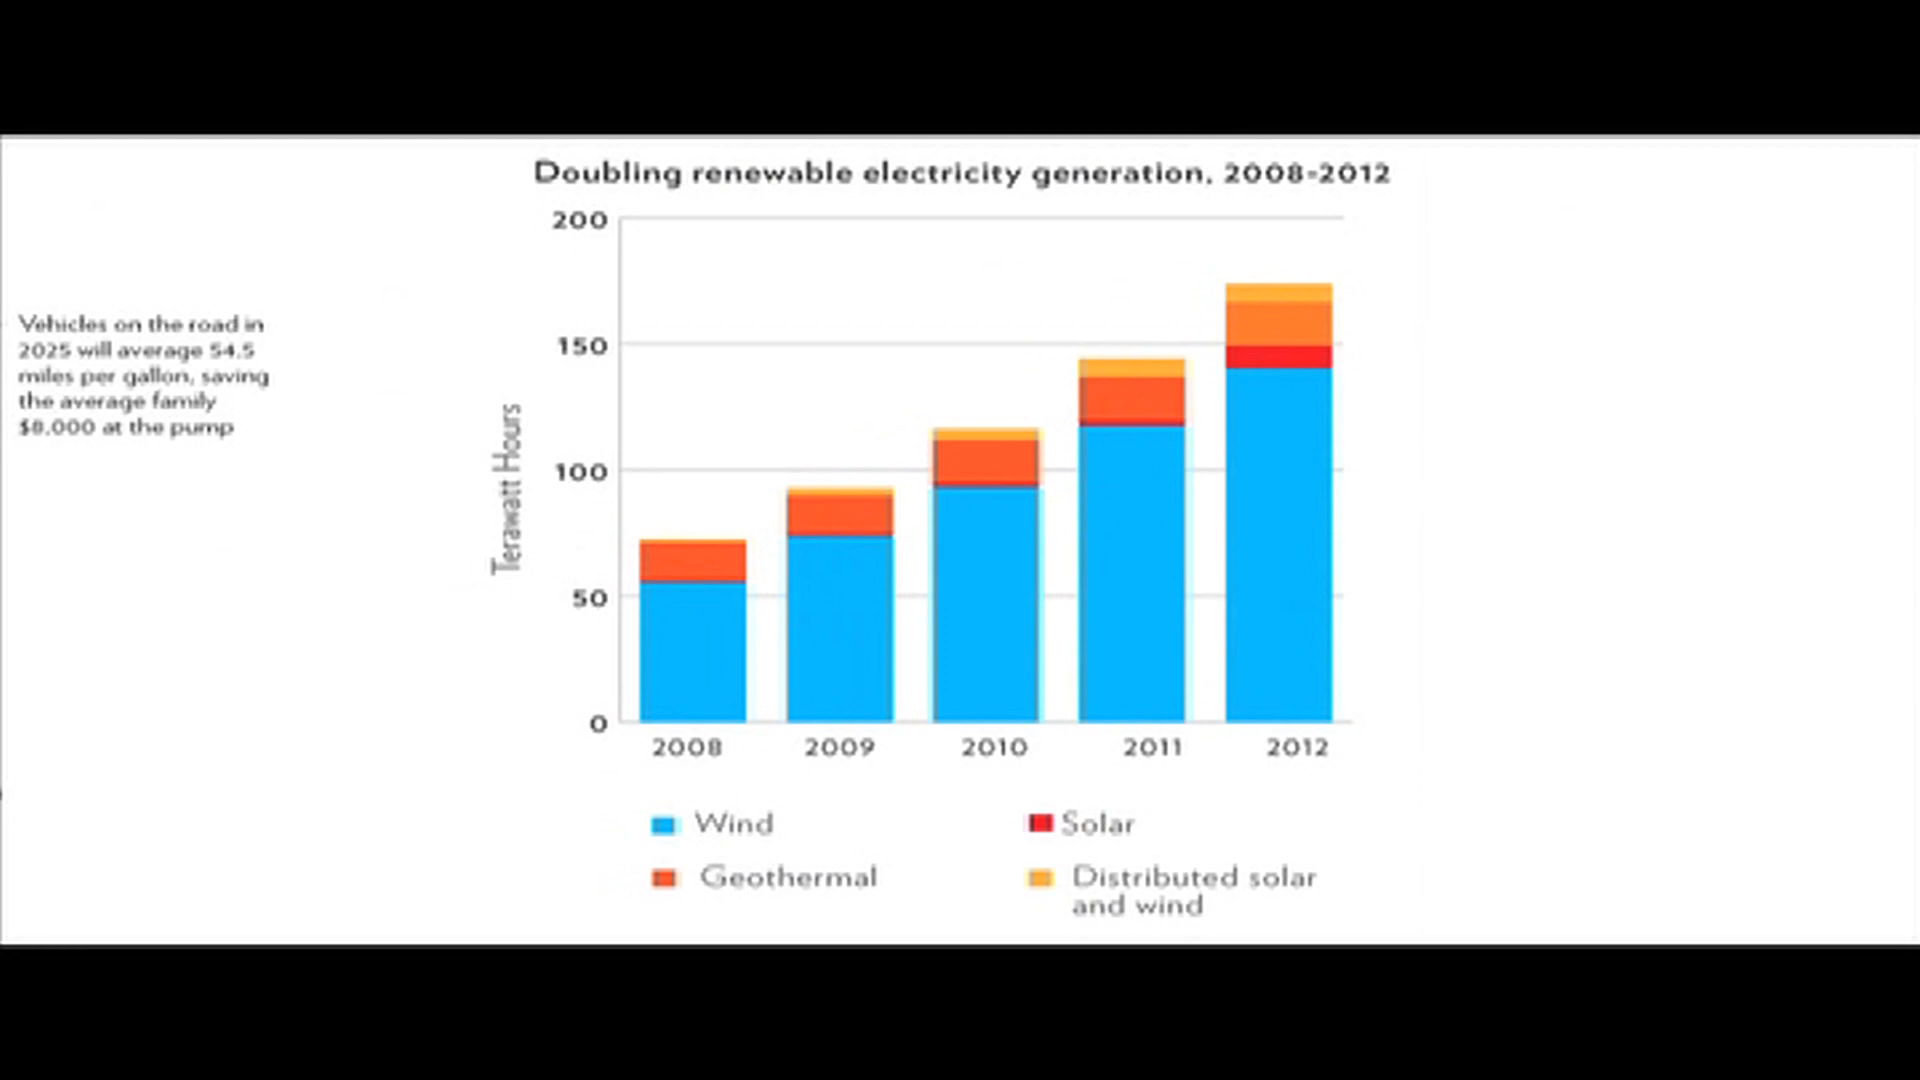 Doubling renewable electricity generation, 2008-2012
Vehicles on the road in
2025 will average 54.5
miles per gallon, saving
the average family
$8,000 at the pump
Terawatt Hours
200
150
100
50
0
2008 2009 2010 2011 2012
Wind
Solar
Geothermal
Distributed solar
and wind